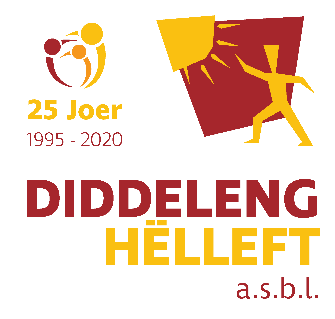 25 Joer
1995 - 2020
DIDDELENG
HËLLEFT
a.s.b.l.